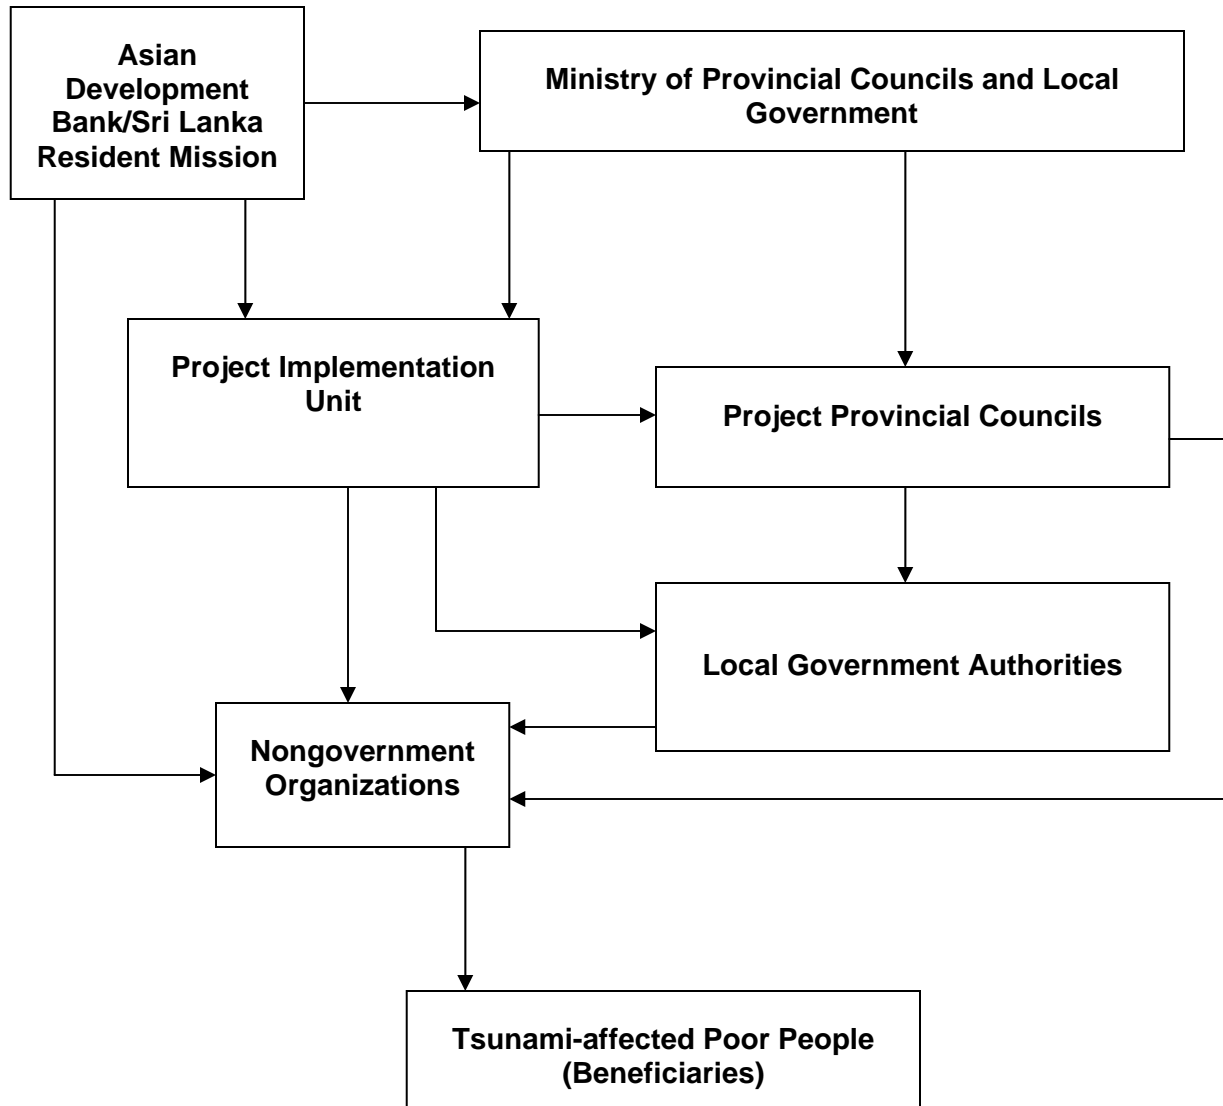 Asian
Development
Bank/Sri Lanka
Resident Mission
Ministry of Provincial Councils and Local
Government
Project Implementation
Unit
Project Provincial Councils
Local Government Authorities
Nongovernment
Organizations
Tsunami-affected Poor People
(Beneficiaries)